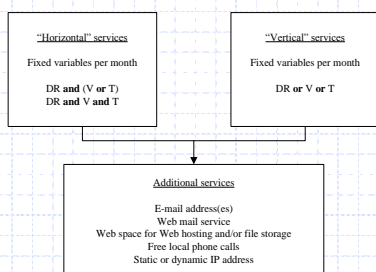 “Horizontal” services
Fixed variables per month
DR and (V or T)
DR and V and T
“Vertical” services
Fixed variables per month
DR or V or T
Additional services
E-mail address(es)
Web mail service
Web space for Web hosting and/or file storage
Free local phone calls
Static or dynamic IP address